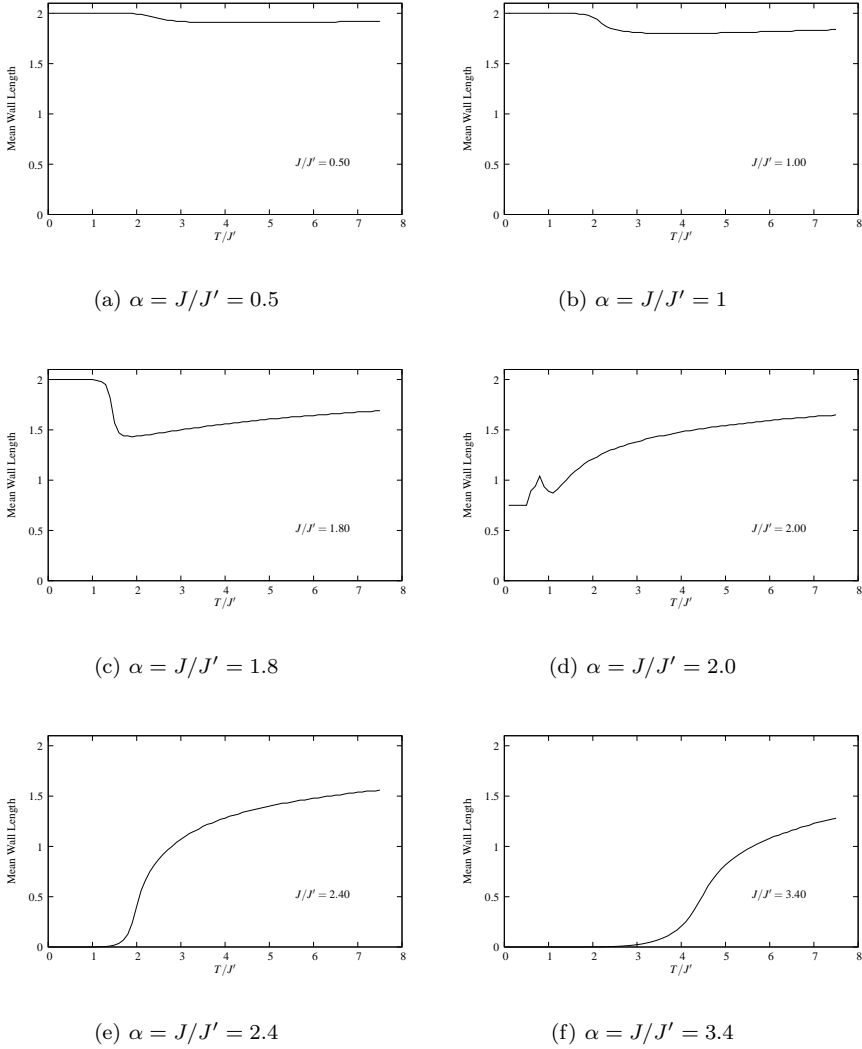 2
1.5
1
0.5
0
0 1 2 3 4 5 6 7 8
Mean Wall Length
T/J′
J/J′ = 0.50
(a) α = J/J′ = 0.5
2
1.5
1
0.5
0
0 1 2 3 4 5 6 7 8
Mean Wall Length
T/J′
J/J′ = 1.00
(b) α = J/J′ = 1
2
1.5
1
0.5
0
0 1 2 3 4 5 6 7 8
Mean Wall Length
T/J′
J/J′ = 1.80
(c) α = J/J′ = 1.8
2
1.5
1
0.5
0
0 1 2 3 4 5 6 7 8
Mean Wall Length
T/J′
J/J′ = 2.00
(d) α = J/J′ = 2.0
2
1.5
1
0.5
0
0 1 2 3 4 5 6 7 8
Mean Wall Length
T/J′
J/J′ = 2.40
(e) α = J/J′ = 2.4
2
1.5
1
0.5
0
0 1 2 3 4 5 6 7 8
Mean Wall Length
T/J′
J/J′ = 3.40
(f) α = J/J′ = 3.4